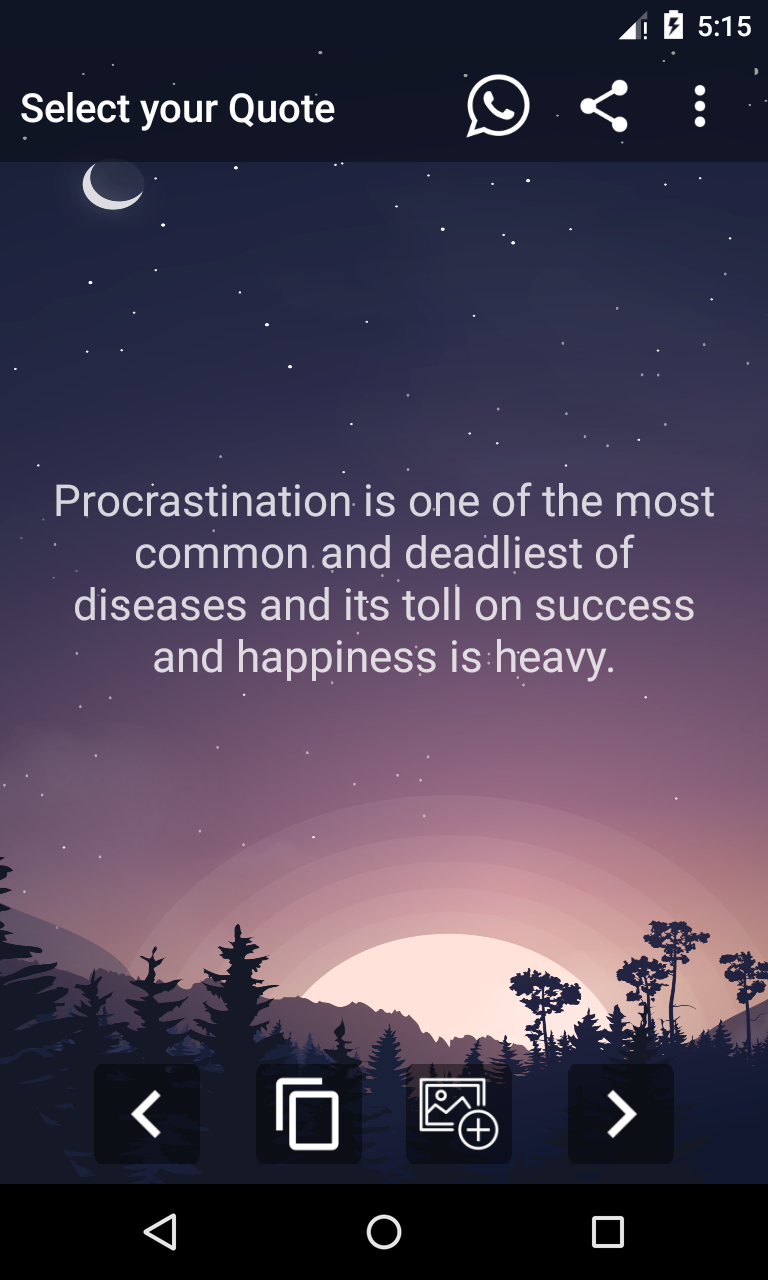 5:15
Select your Quote
Procrastination is one of the most
common and deadliest of
diseases and its toll on success
and happiness is heavy.